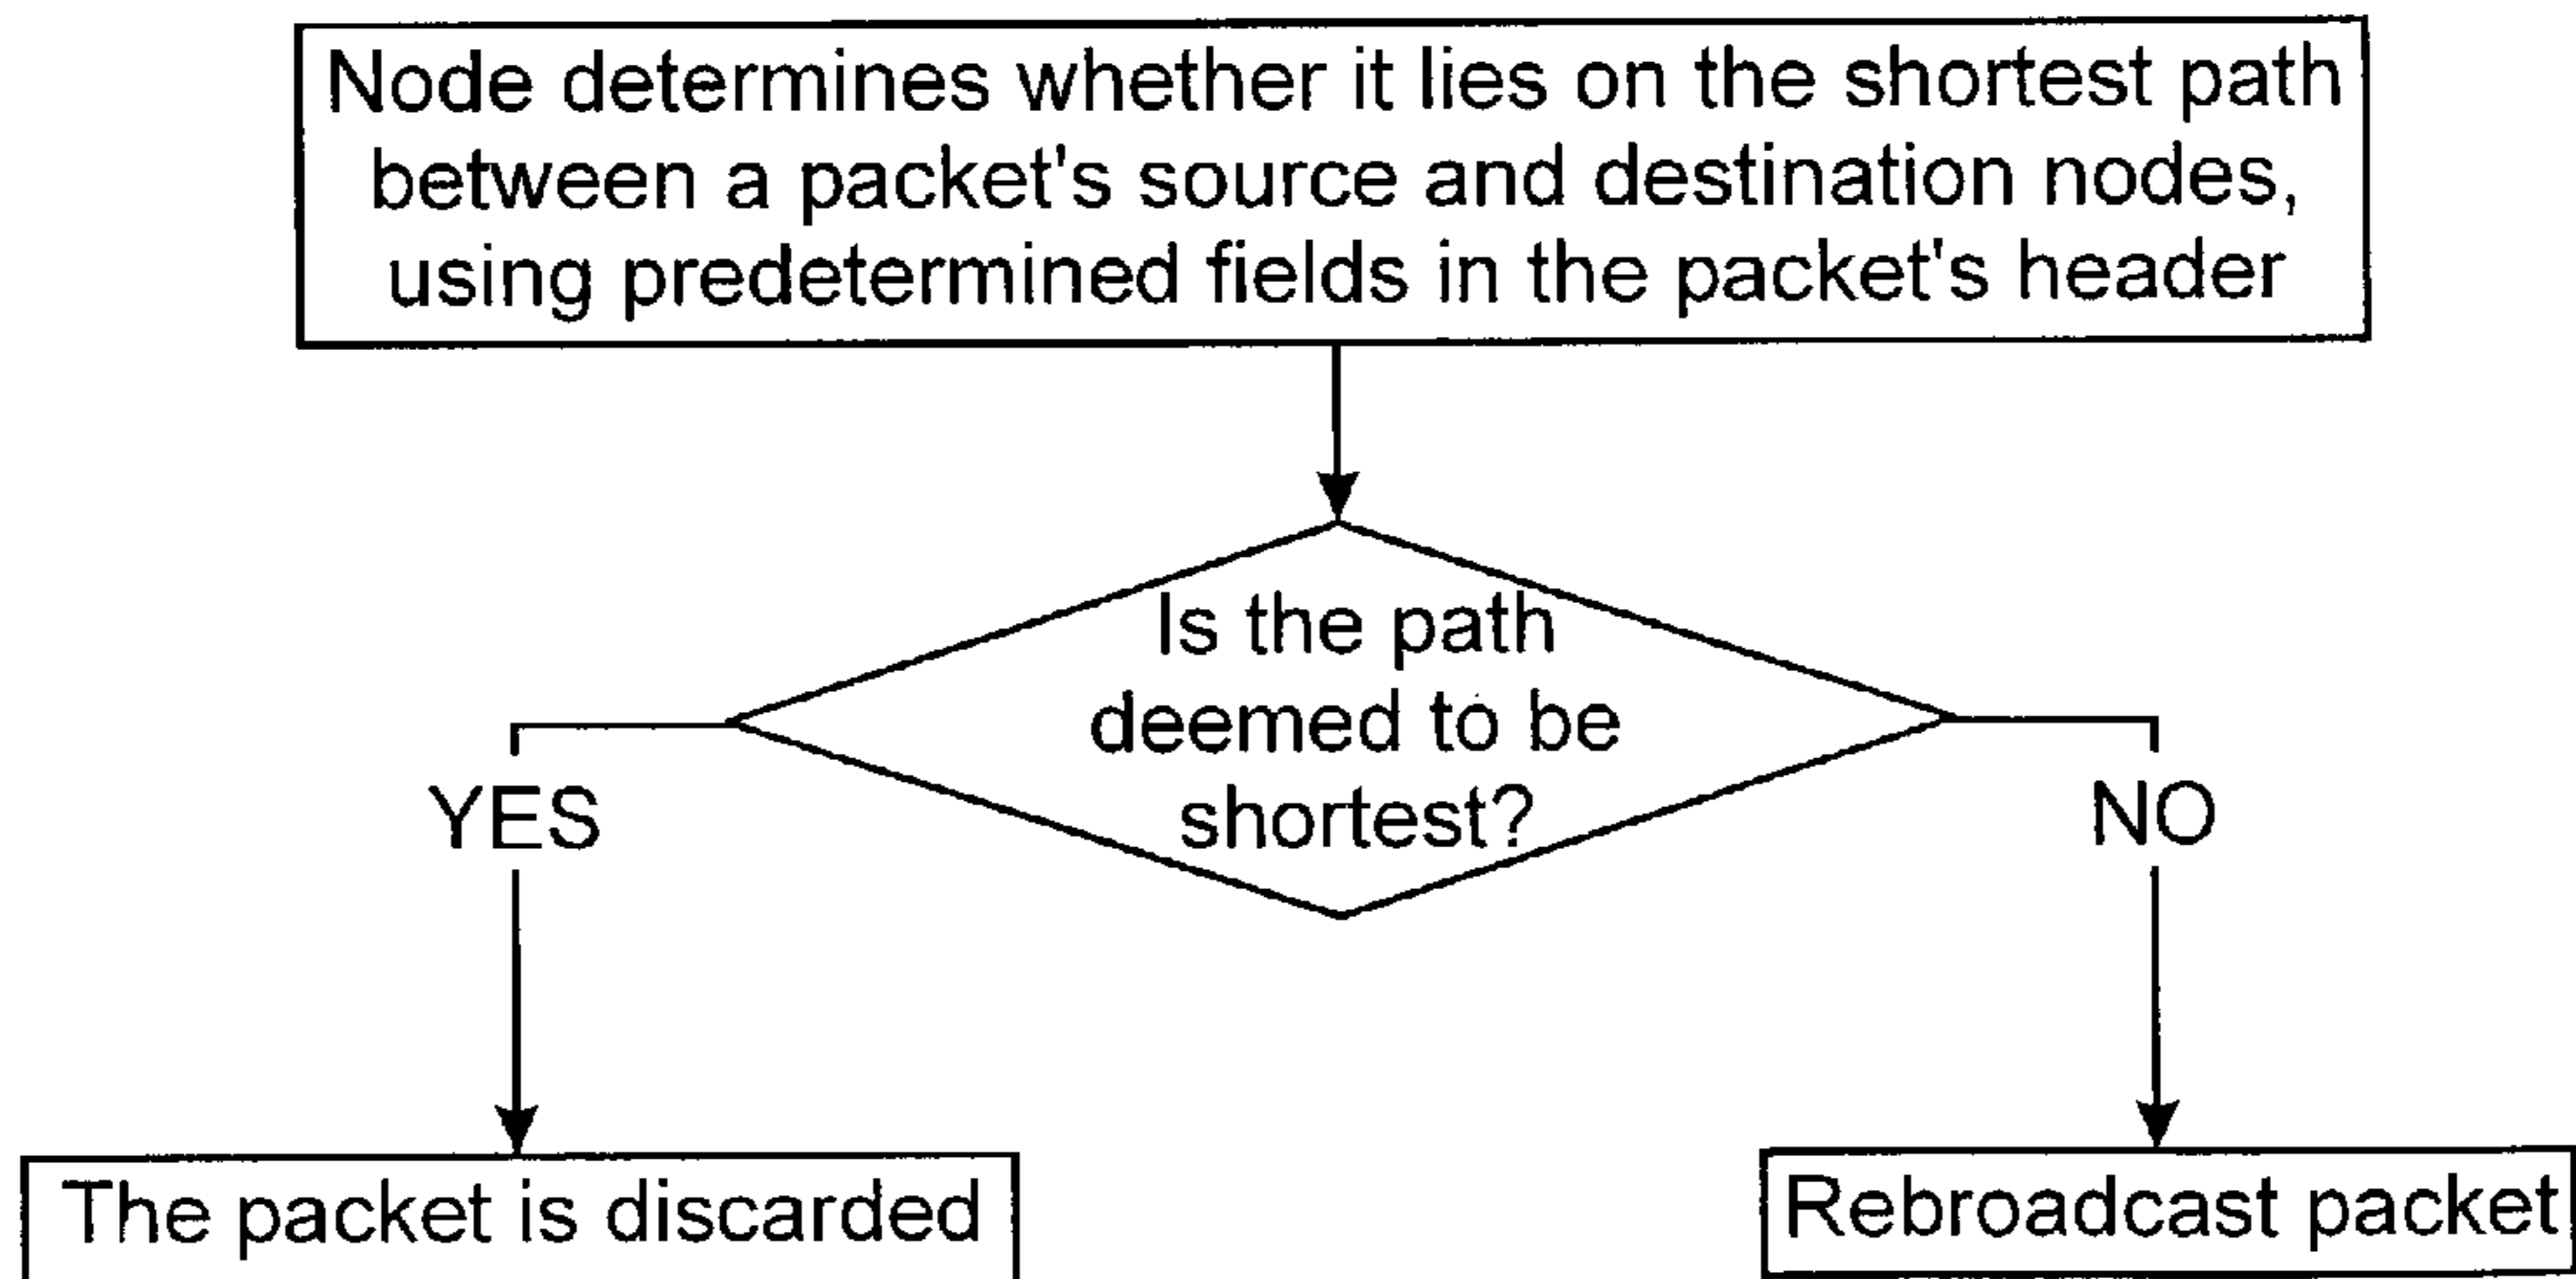 Node determines whether it lies on the shortest path
between a packet's source and destination nodes,
using predetermined fields in the packet's header
Is the path
deemed to be
shortest?
YES
NO
The packet is discarded
Rebroadcast packet